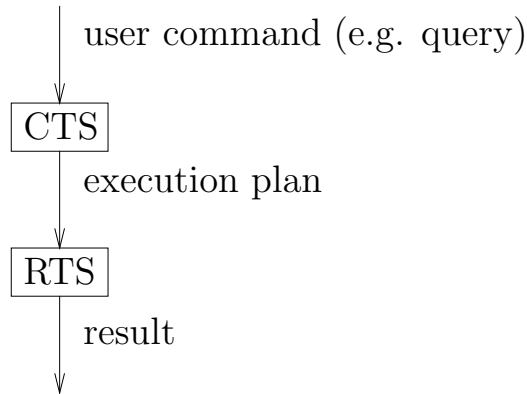 user command (e.g. query)
CTS
execution plan
RTS
result